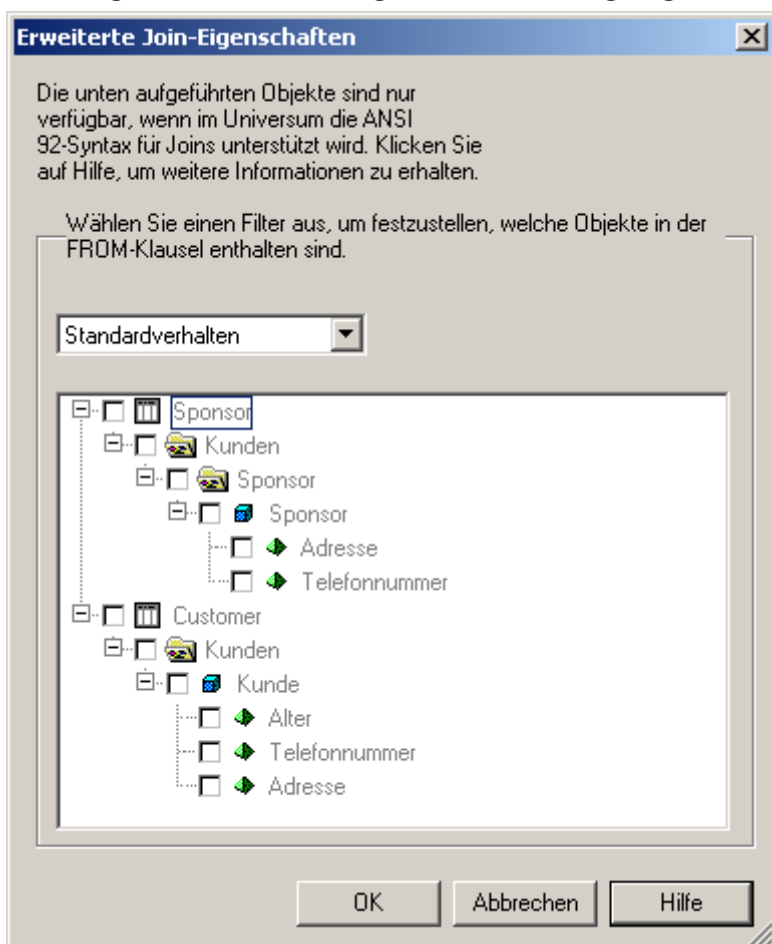 Erweiterte Join-Eigenschaften
Die unten aufgeführten Objekte sind nur
verfügbar, wenn im Universum die ANSI
92-Syntax für Joins unterstützt wird. Klicken Sie
auf Hilfe, um weitere Informationen zu erhalten.
Wählen Sie einen Filter aus, um festzustellen, welche Objekte in der
FROM-Klausel enthalten sind.
Standardverhalten
Sponsor
Kunden
Sponsor
Sponsor
Adresse
Telefonnummer
Customer
Kunden
Kunde
Alter
Telefonnummer
Adresse
OK Abbrechen Hilfe